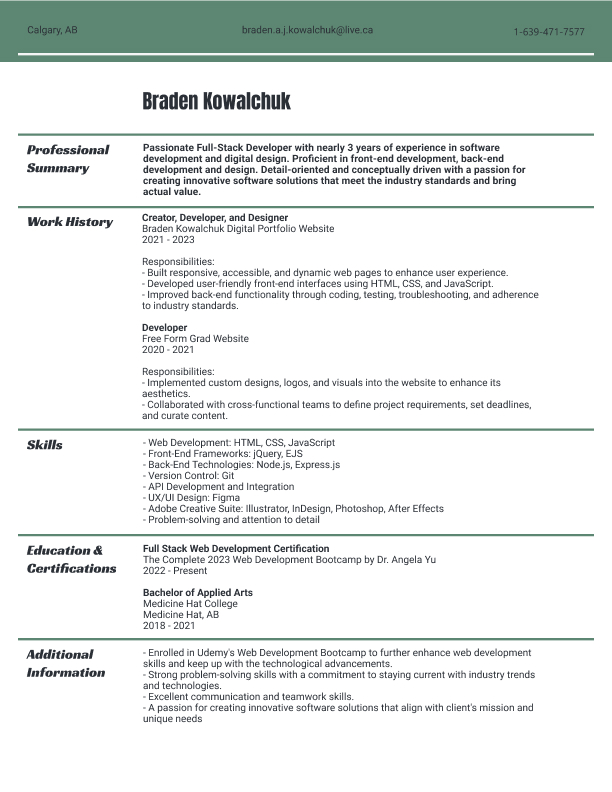 Calgary, AB
braden.a.j.kowalchuk@live.ca
1-639-471-7577
Braden Kowalchuk
Professional
Summary
Passionate Full-Stack Developer with nearly 3 years of experience in software
development and digital design. Proficient in front-end development, back-end
development and design. Detail-oriented and conceptually driven with a passion for
creating innovative software solutions that meet the industry standards and bring
actual value.
Work History
Creator, Developer, and Designer
Braden Kowalchuk Digital Portfolio Website
2021 - 2023
Responsibilities:
- Built responsive, accessible, and dynamic web pages to enhance user experience.
- Developed user-friendly front-end interfaces using HTML, CSS, and JavaScript.
- Improved back-end functionality through coding, testing, troubleshooting, and adherence
to industry standards.
Developer
Free Form Grad Website
2020 - 2021
Responsibilities:
- Implemented custom designs, logos, and visuals into the website to enhance its
aesthetics.
- Collaborated with cross-functional teams to define project requirements, set deadlines,
and curate content.
Skills
- Web Development: HTML, CSS, JavaScript
- Front-End Frameworks: jQuery, EJS
- Back-End Technologies: Node.js, Express.js
- Version Control: Git
- API Development and Integration
- UX/UI Design: Figma
- Adobe Creative Suite: Illustrator, InDesign, Photoshop, After Effects
- Problem-solving and attention to detail
Education &
Certifications
Full Stack Web Development Certification
The Complete 2023 Web Development Bootcamp by Dr. Angela Yu
2022 - Present
Bachelor of Applied Arts
Medicine Hat College
Medicine Hat, AB
2018 - 2021
Additional
Information
- Enrolled in Udemy's Web Development Bootcamp to further enhance web development
skills and keep up with the technological advancements.
- Strong problem-solving skills with a commitment to staying current with industry trends
and technologies.
- Excellent communication and teamwork skills.
- A passion for creating innovative software solutions that align with client's mission and
unique needs